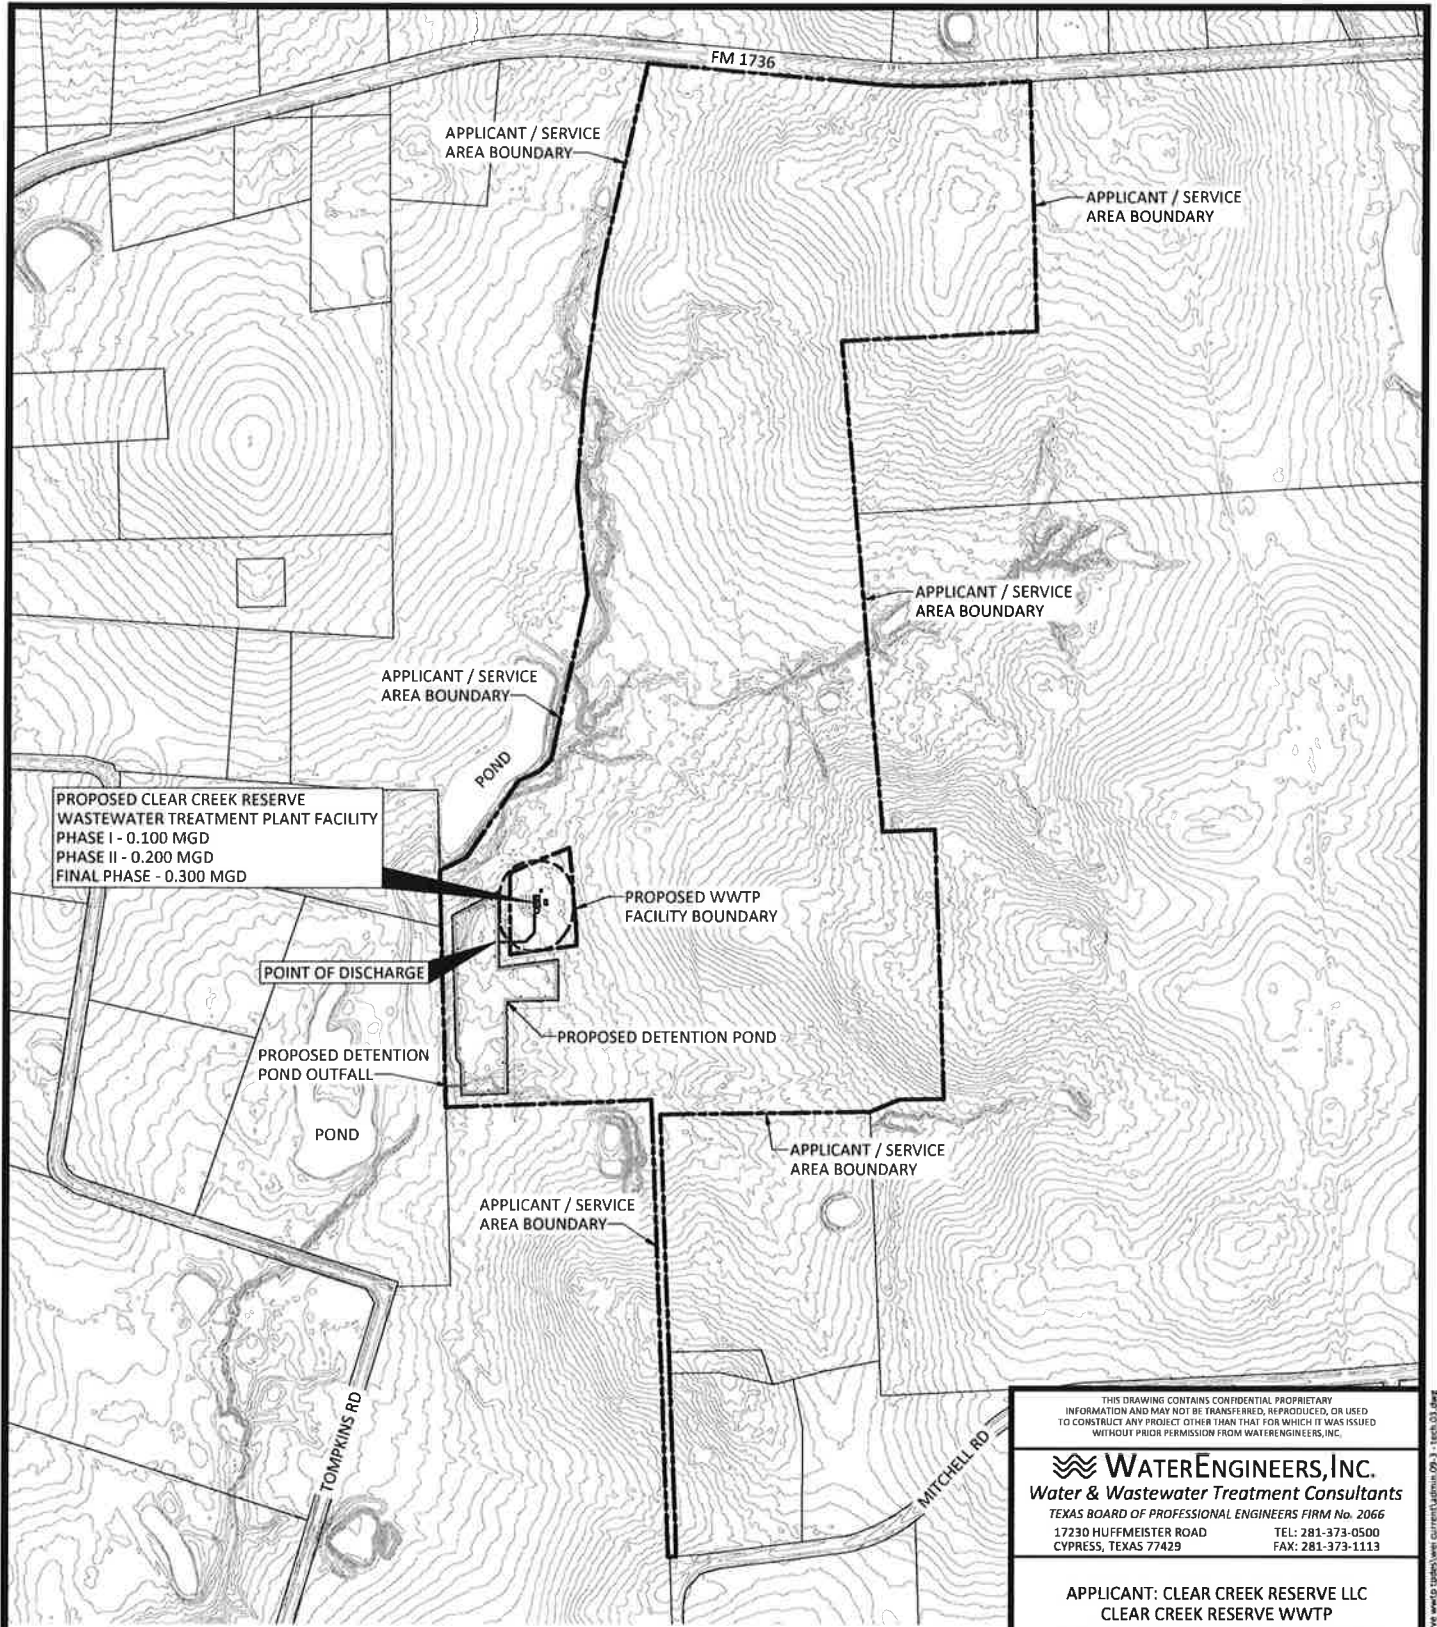 FM 1736
APPLICANT / SERVICE
AREA BOUNDARY
APPLICANT / SERVICE
AREA BOUNDARY
APPLICANT / SERVICE
AREA BOUNDARY
APPLICANT / SERVICE
AREA BOUNDARY
POND
PROPOSED CLEAR CREEK RESERVE
WASTEWATER TREATMENT PLANT FACILITY
PHASE I - 0.100 MGD
PHASE II - 0.200 MGD
FINAL PHASE - 0.300 MGD
PROPOSED WWTP
FACILITY BOUNDARY
POINT OF DISCHARGE
PROPOSED DETENTION POND
PROPOSED DETENTION
POND OUTFALL
POND
APPLICANT / SERVICE
AREA BOUNDARY
APPLICANT / SERVICE
AREA BOUNDARY
TOMPKINS RD
MITCHELL RD
THIS DRAWING CONTAINS CONFIDENTIAL PROPRIETARY
INFORMATION AND MAY NOT BE TRANSFERRED, REPRODUCED, OR USED
TO CONSTRUCT ANY PROJECT OTHER THAN THAT FOR WHICH IT WAS ISSUED
WITHOUT PRIOR PERMISSION FROM WATERENGINEERS,INC.
WATERENGINEERS,INC.
Water & Wastewater Treatment Consultants
TEXAS BOARD OF PROFESSIONAL ENGINEERS FIRM No. 2066
17230 HUFFMEISTER ROAD TEL: 281-373-0500
CYPRESS, TEXAS 77429 FAX: 281-373-1113
APPLICANT: CLEAR CREEK RESERVE LLC
CLEAR CREEK RESERVE WWTP